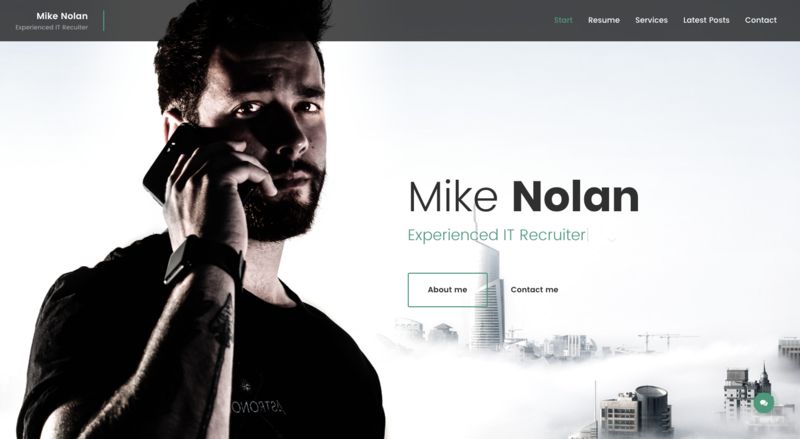 Mike Nolan
Experienced IT Recuiter
Start Resume Services Latest Posts Contact
Mike Nolan
Experienced IT Recruiter
About me Contact me